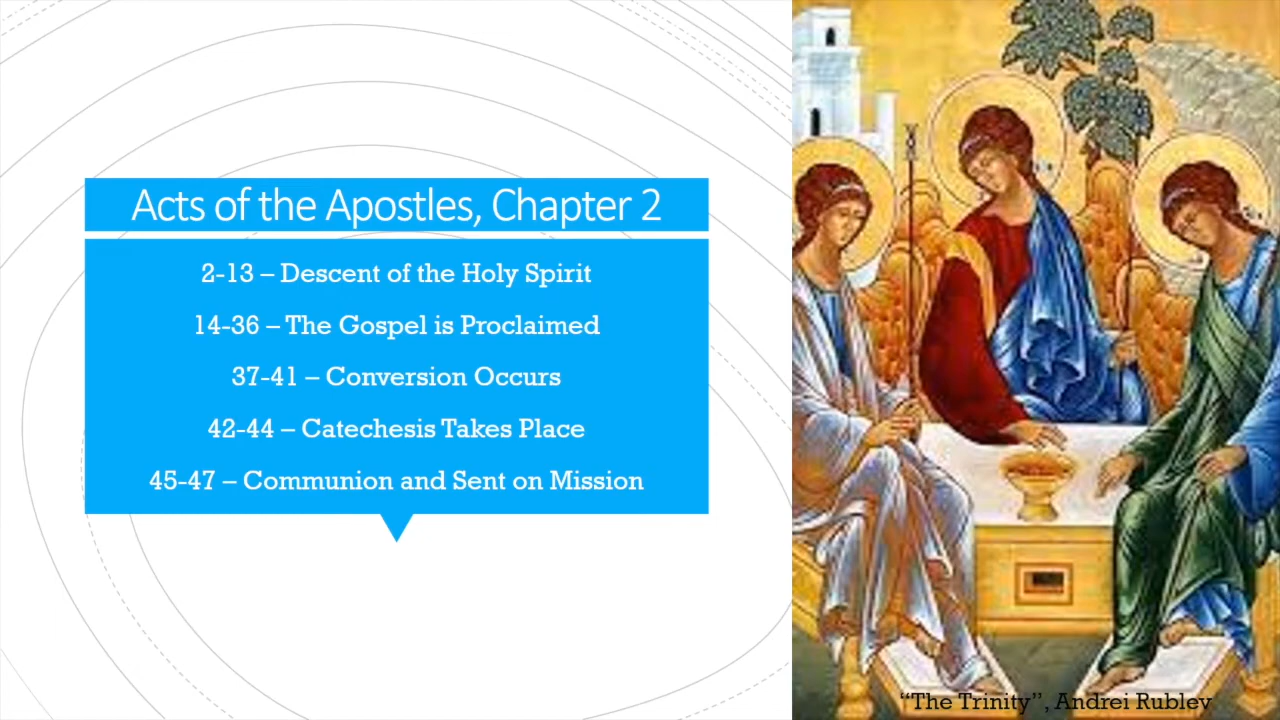 Acts of the Apostles, Chapter 2
2-13 – Descent of the Holy Spirit
14-36 – The Gospel is Proclaimed
37-41 – Conversion Occurs
42-44 – Catechesis Takes Place
45-47 – Communion and Sent on Mission
“The Trinity”, Andrei Rublev